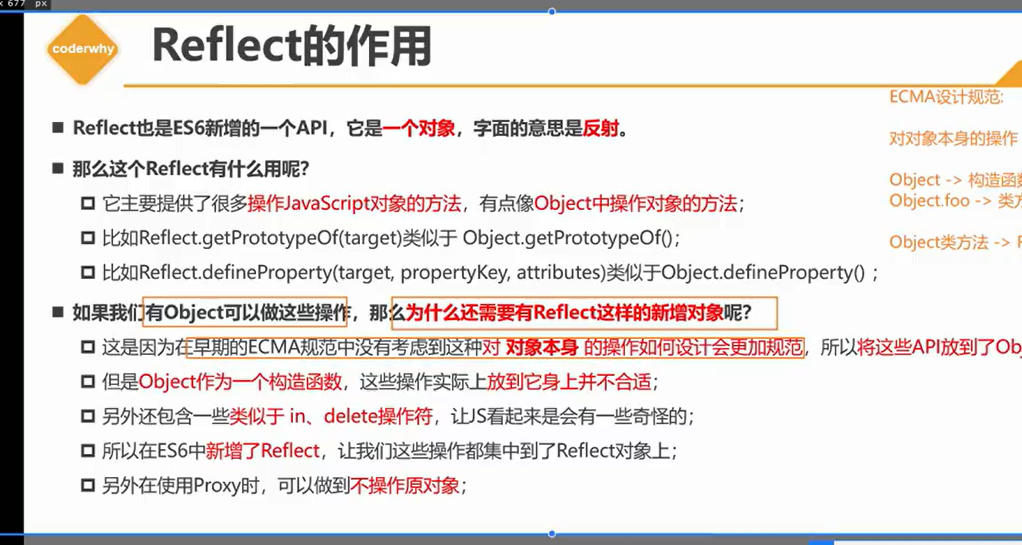 677 px
coderwhy
Reflect的作用
Reflect也是ES6新增的一个API，它是一个对象，字面的意思是反射。
那么这个Reflect有什么用呢?
它主要提供了很多操作JavaScript对象的方法，有点像Object中操作对象的方法；
比如Reflect.getPrototypeOf(target)类似于 Object.getPrototypeOf()；
比如Reflect.defineProperty(target, propertyKey, attributes)类似于Object.defineProperty() ；
如果我们有Object可以做这些操作，那么为什么还需要有Reflect这样的新增对象呢?
这是因为在早期的ECMA规范中没有考虑到这种对 对象本身 的操作如何设计会更加规范，所以将这些API放到了Ob
但是Object作为一个构造函数，这些操作实际上放到它身上并不合适；
另外还包含一些类似于 in、delete操作符，让JS看起来是会有一些奇怪的；
所以在ES6中新增了Reflect，让我们这些操作都集中到了Reflect对象上；
另外在使用Proxy时，可以做到不操作原对象；
ECMA设计规范:
对对象本身的操作
Object -> 构造函
Object.foo -> 类
Object类方法 ->